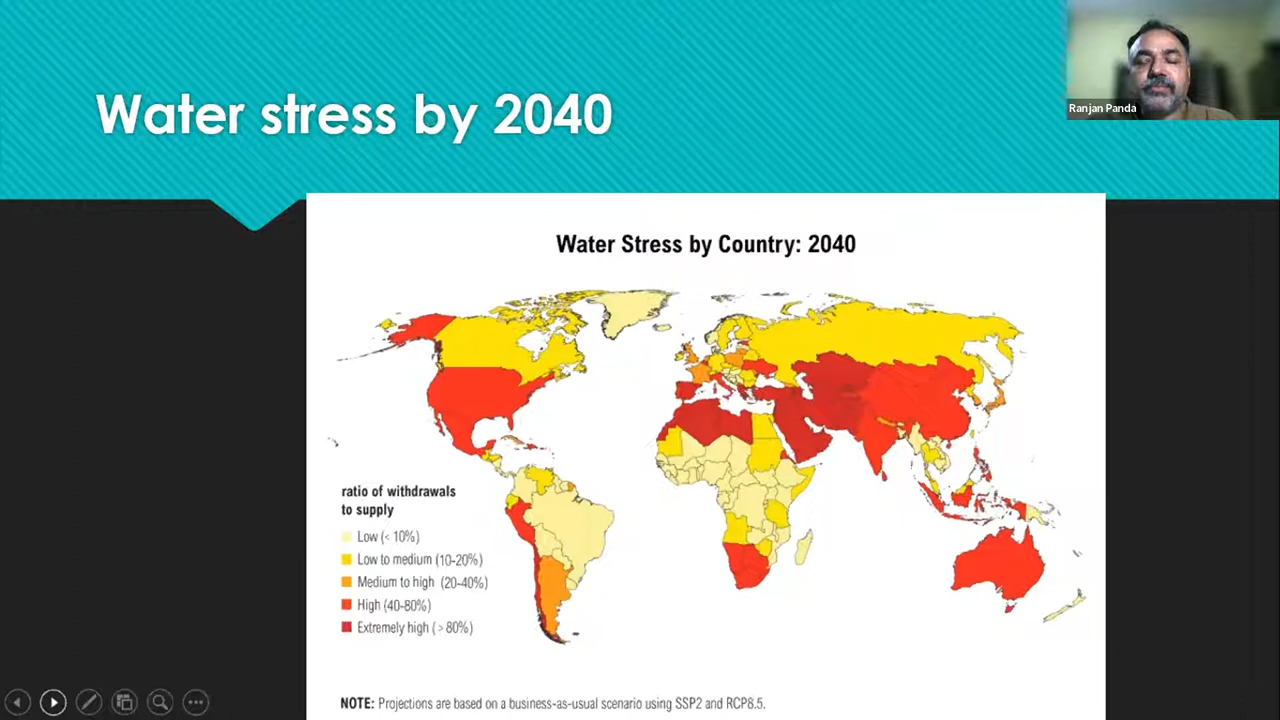 Water stress by 2040
Ranjan Panda
Water Stress by Country: 2040
ratio of withdrawals
to supply
Low (< 10%)
Low to medium (10-20%)
Medium to high (20-40%)
High (40-80%)
Extremely high (> 80%)
NOTE: Projections are based on a business-as-usual scenario using SSP2 and RCP8.5.